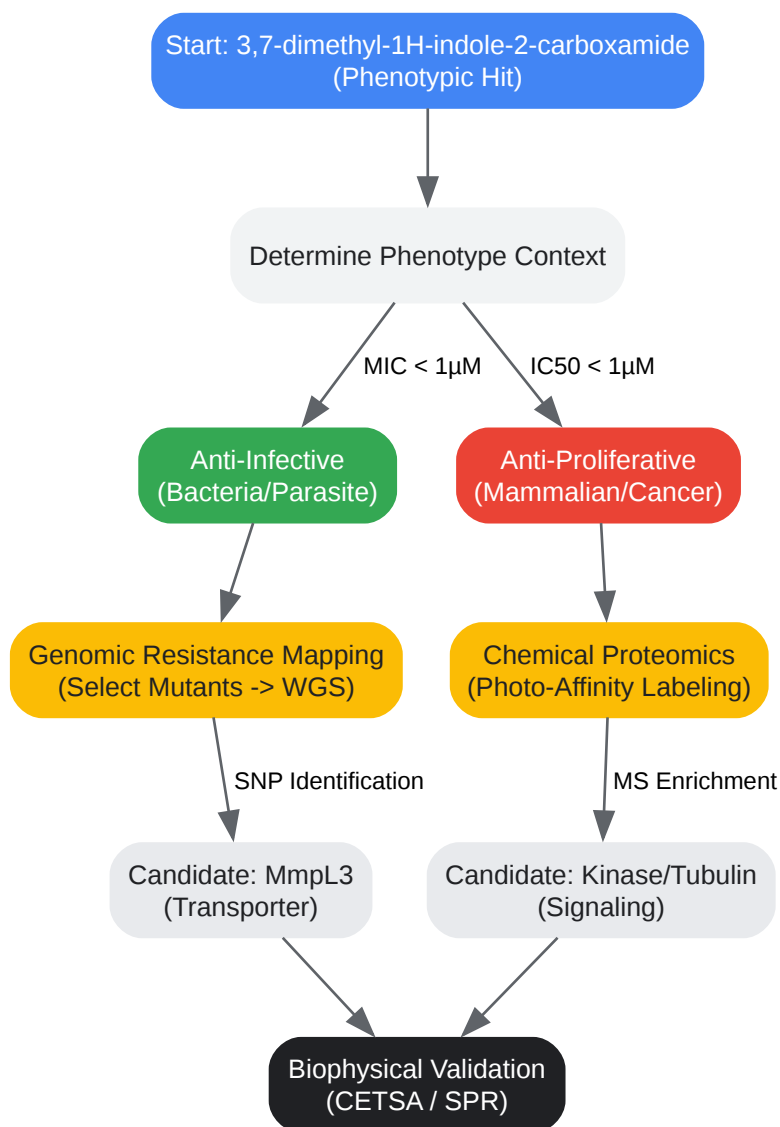 Start: 3,7-dimethyl-1H-indole-2-carboxamide
(Phenotypic Hit)
Determine Phenotype Context
MIC < 1µM
IC50 < 1µM
Anti-Infective
(Bacteria/Parasite)
Anti-Proliferative
(Mammalian/Cancer)
Genomic Resistance Mapping
(Select Mutants -> WGS)
Chemical Proteomics
(Photo-Affinity Labeling)
SNP Identification
MS Enrichment
Candidate: MmpL3
(Transporter)
Candidate: Kinase/Tubulin
(Signaling)
Biophysical Validation
(CETSA / SPR)